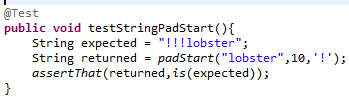 @Test
public void testStringPadStart(){
    String expected = "!!!lobster";
    String returned = padStart("lobster",10,'!');
    assertThat(returned,is(expected));
}